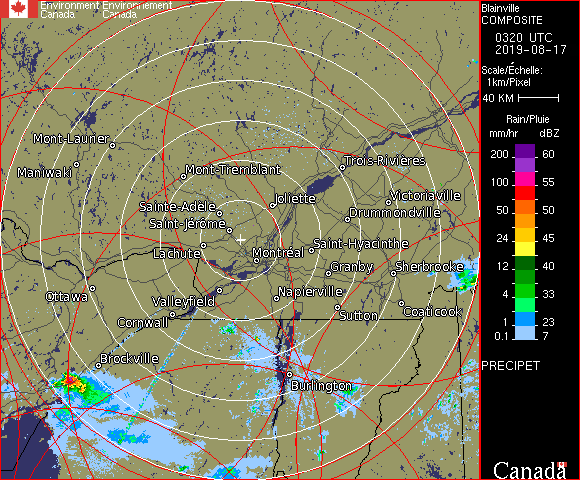 Environment Environnement
Canada Canada
Blainville
COMPOSITE
0320 UTC
2019-08-17
Scale/Échelle:
1km/Pixel
40 KM
Rain/Pluie
mm/hr dBZ
200 60
100 55
50 50
24 45
12 40
4 33
1 23
0.1 7
PRECIPET
Canada
Mont-Laurier
Maniwaki
Mont-Tremblant
Trois-Rivières
Joliette
Victoriaville
Sainte-Adèle
Drummondville
Saint-Jérôme
Lachute
Montréal
Saint-Hyacinthe
Granby
Sherbrooke
Ottawa
Valleyfield
Napierville
Cornwall
Sutton
Coaticook
Brockville
Burlington